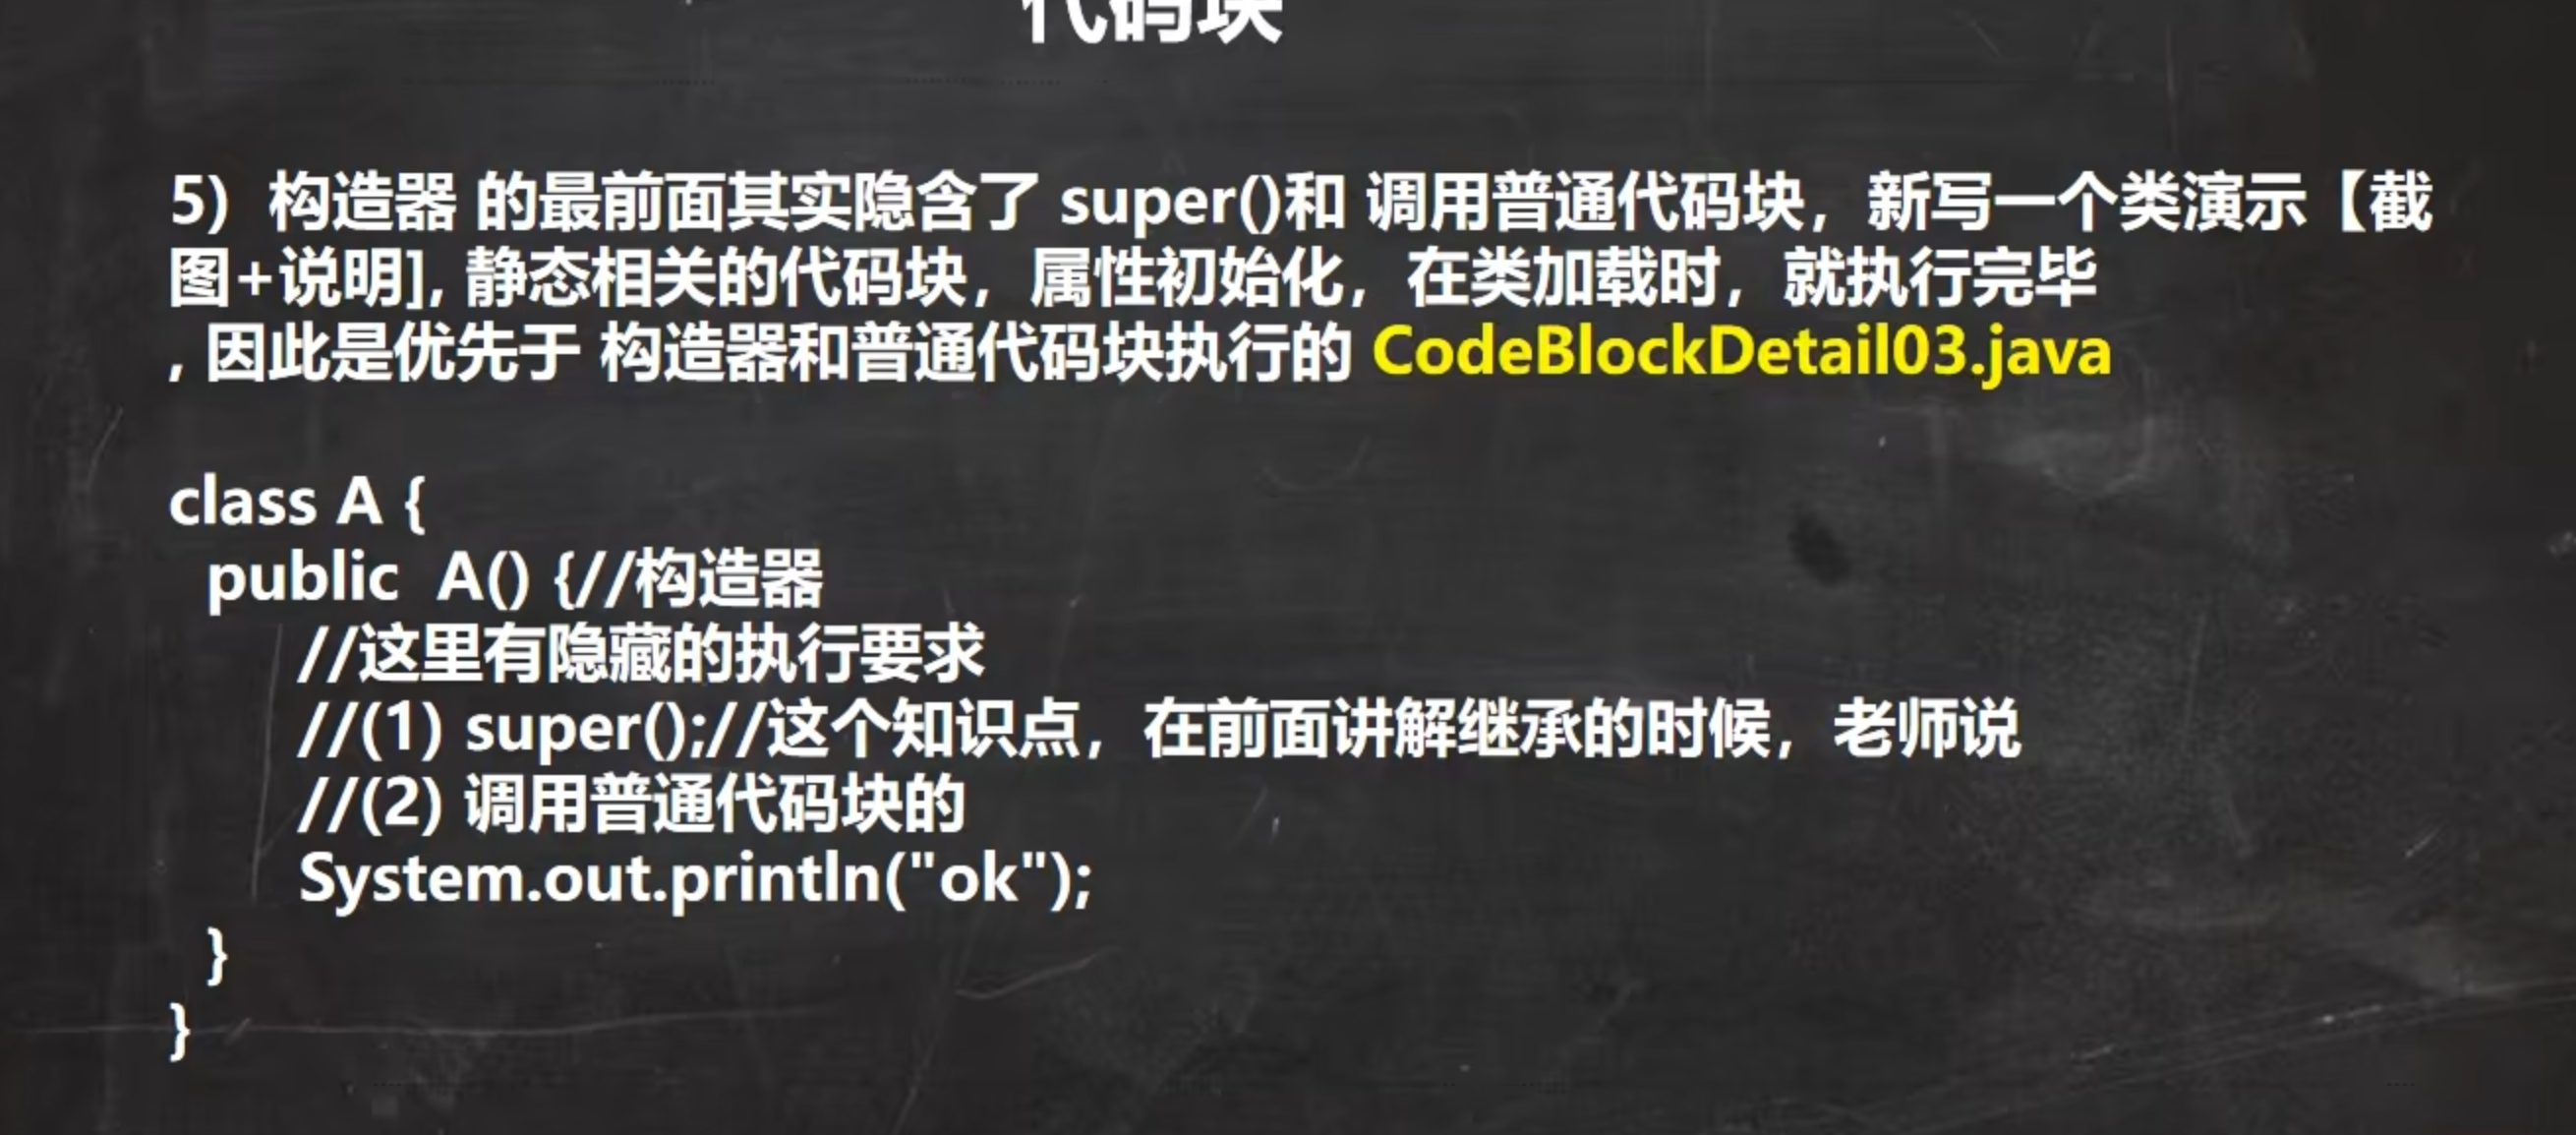 代码块
5）构造器 的最前面其实隐含了 super()和 调用普通代码块，新写一个类演示【截
图+说明], 静态相关的代码块，属性初始化，在类加载时，就执行完毕
, 因此是优先于 构造器和普通代码块执行的 CodeBlockDetail03.java
class A {
public  A() {//构造器
//这里有隐藏的执行要求
//(1) super();//这个知识点，在前面讲解继承的时候，老师说
//(2) 调用普通代码块的
System.out.println("ok");
}
}